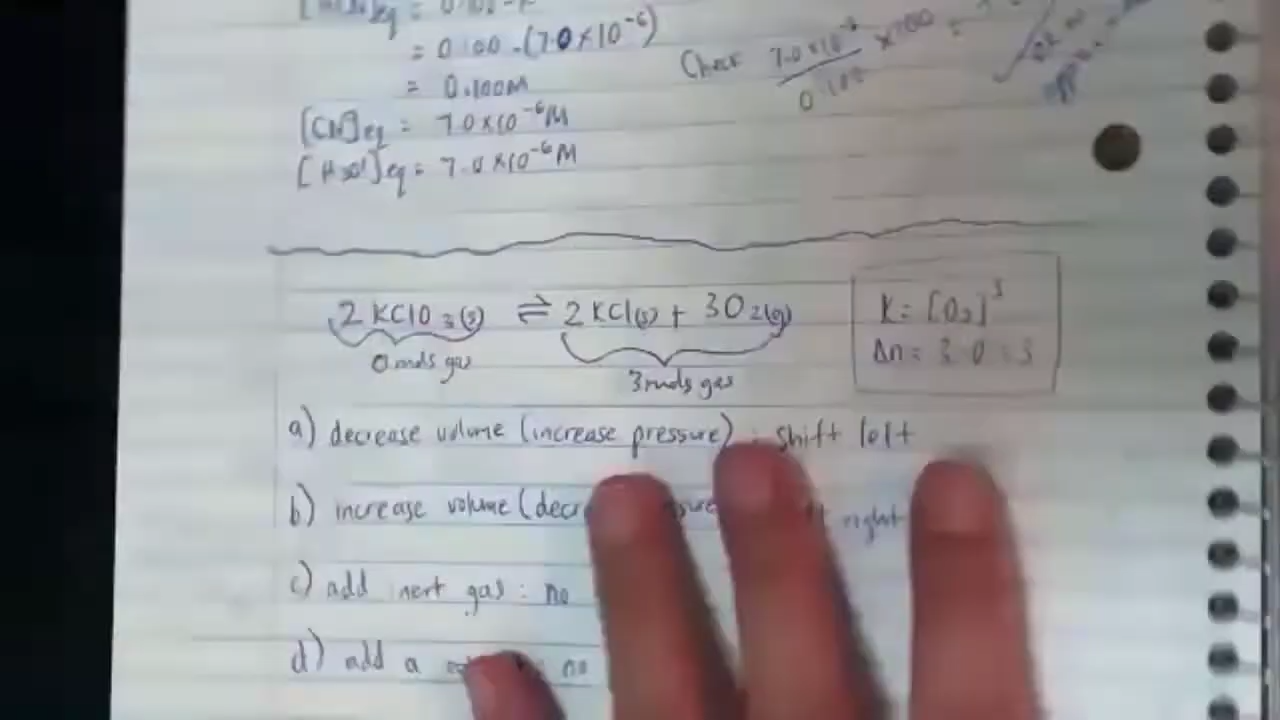 = 0.100 - (7.0×10⁻⁶)
= 0.100M
Check 7.0×10⁻⁶ / 0.100 ×100 =
[CN⁻]eq = 7.0×10⁻⁶M
[H3O⁺]eq = 7.0×10⁻⁶M
2 KClO₃(s) ⇌ 2 KCl(s) + 3O₂(g)
0 mols gas
3 mols gas
K = [O₂]³
Δn = 3-0 = 3
a) decrease volume (increase pressure) : shift left
b) increase volume (decr right
c) add inert gas : no
d) add a no